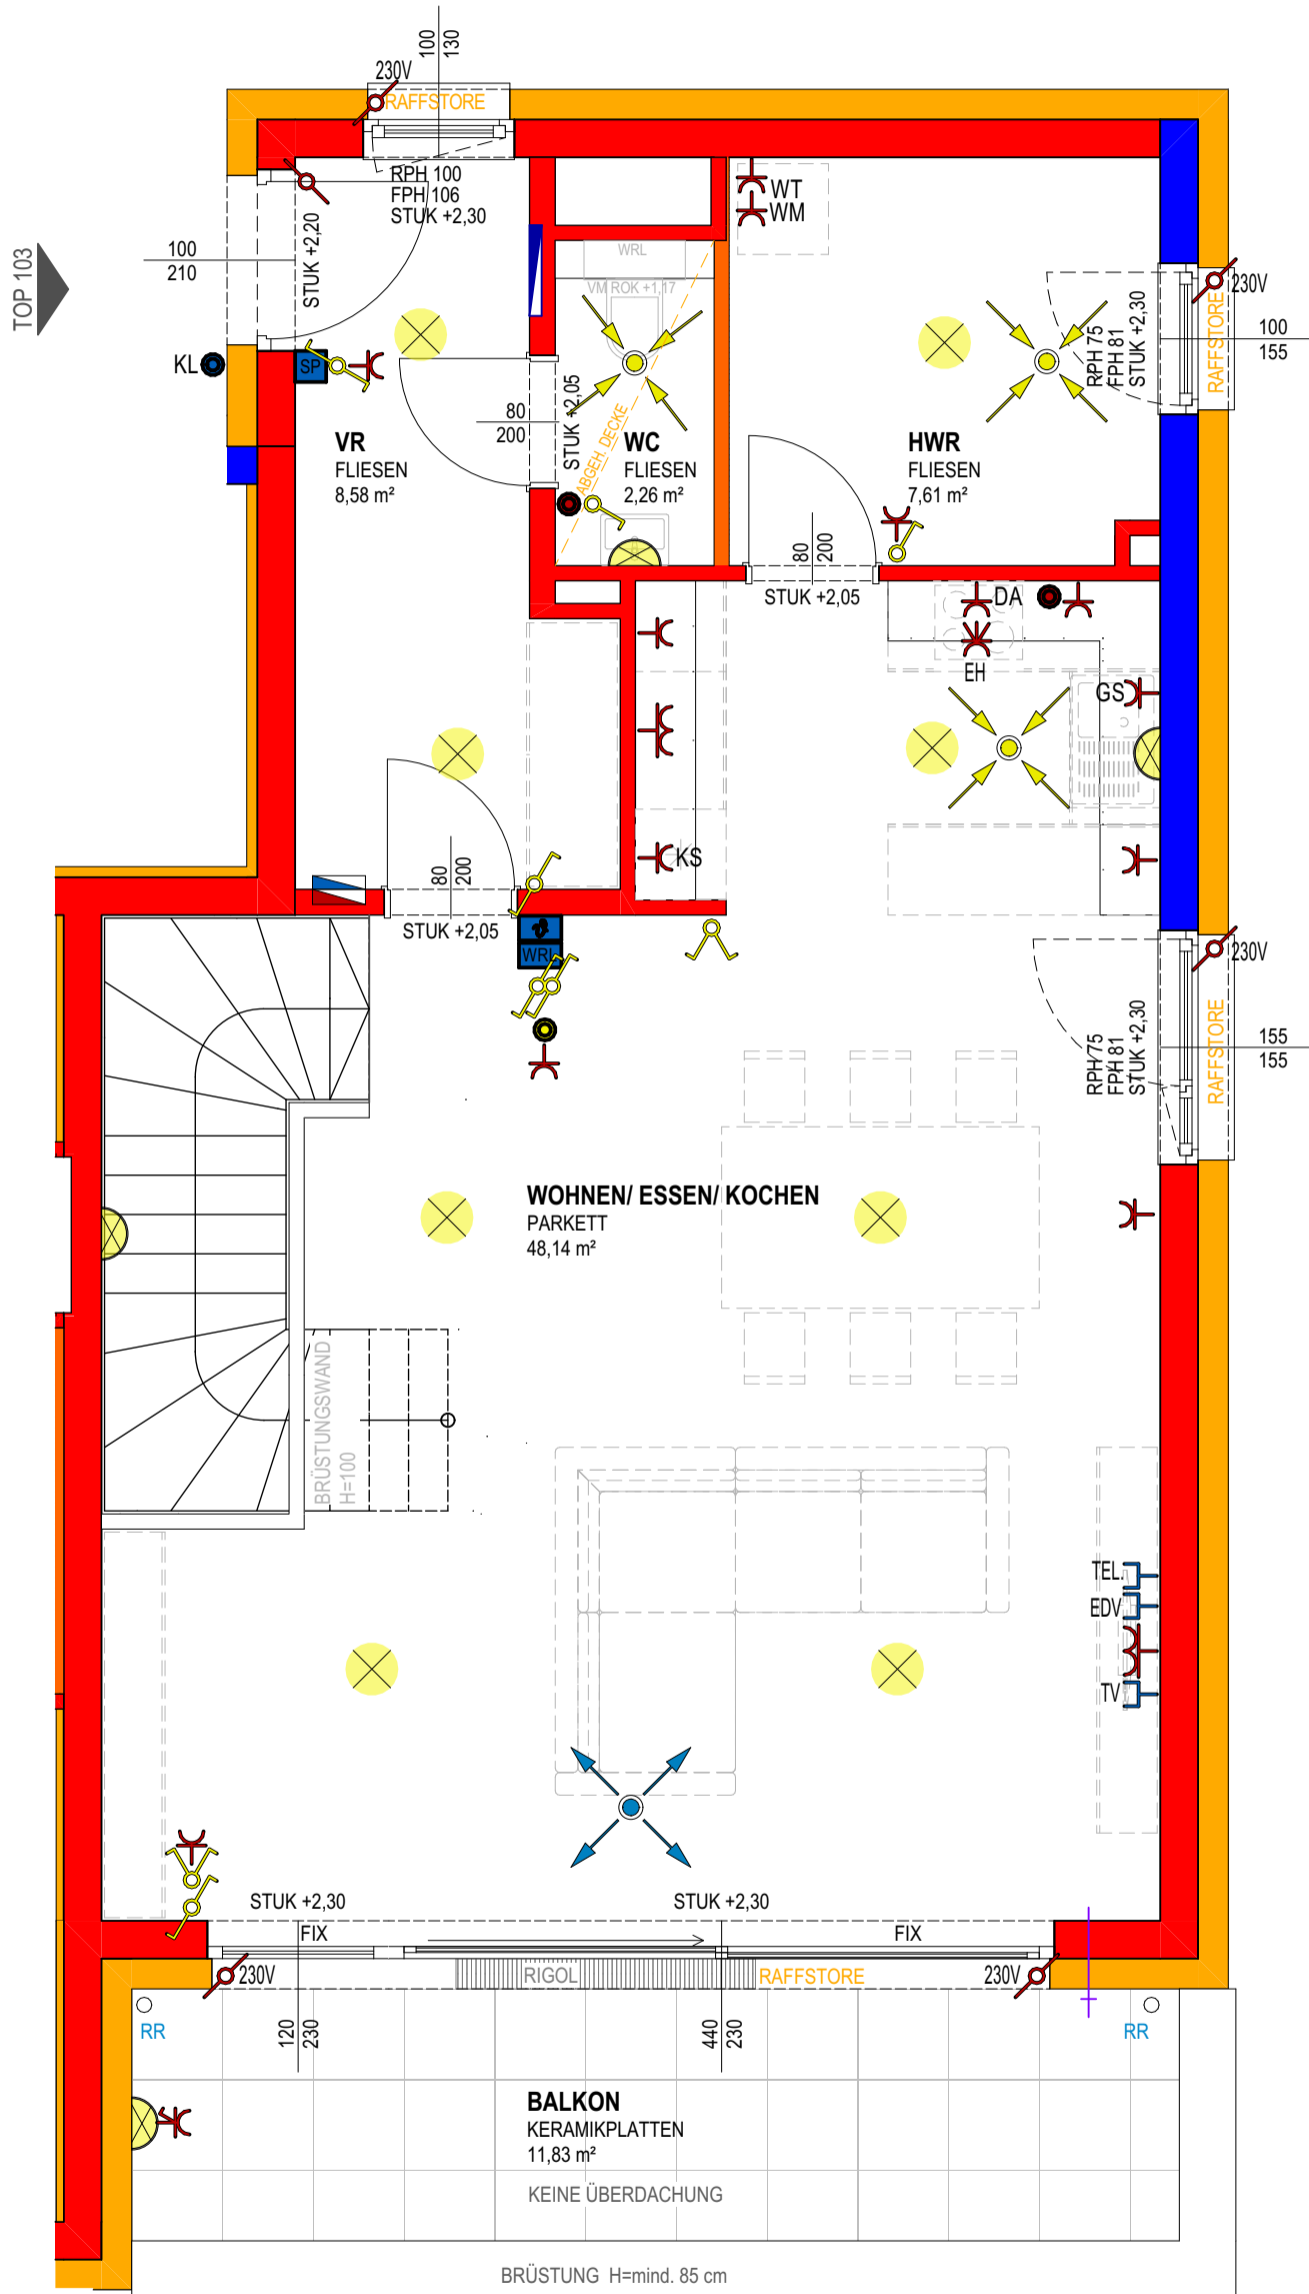 100
130
230V
RAFFSTORE
RPH 100
FPH 106
STUK +2,30
WT
WM
WRL
VM ROK +1,17
TOP 103
100
210
STUK +2,20
KL
SP
230V
RAFFSTORE
RPH 75
FPH 81
STUK +2,30
100
155
80
200
STUK +2,05
ABGEH. DECKE
VR
FLIESEN
8,58 m²
WC
FLIESEN
2,26 m²
HWR
FLIESEN
7,61 m²
80
200
STUK +2,05
DA
EH
GS
KS
80
200
STUK +2,05
WRL
230V
RAFFSTORE
RPH 75
FPH 81
STUK +2,30
155
155
WOHNEN/ ESSEN/ KOCHEN
PARKETT
48,14 m²
BRÜSTUNGSWAND
H=100
TEL.
EDV
TV
STUK +2,30
STUK +2,30
FIX
FIX
230V
RIGOL
RAFFSTORE
230V
RR
RR
120
230
440
230
BALKON
KERAMIKPLATTEN
11,83 m²
KEINE ÜBERDACHUNG
BRÜSTUNG H=mind. 85 cm